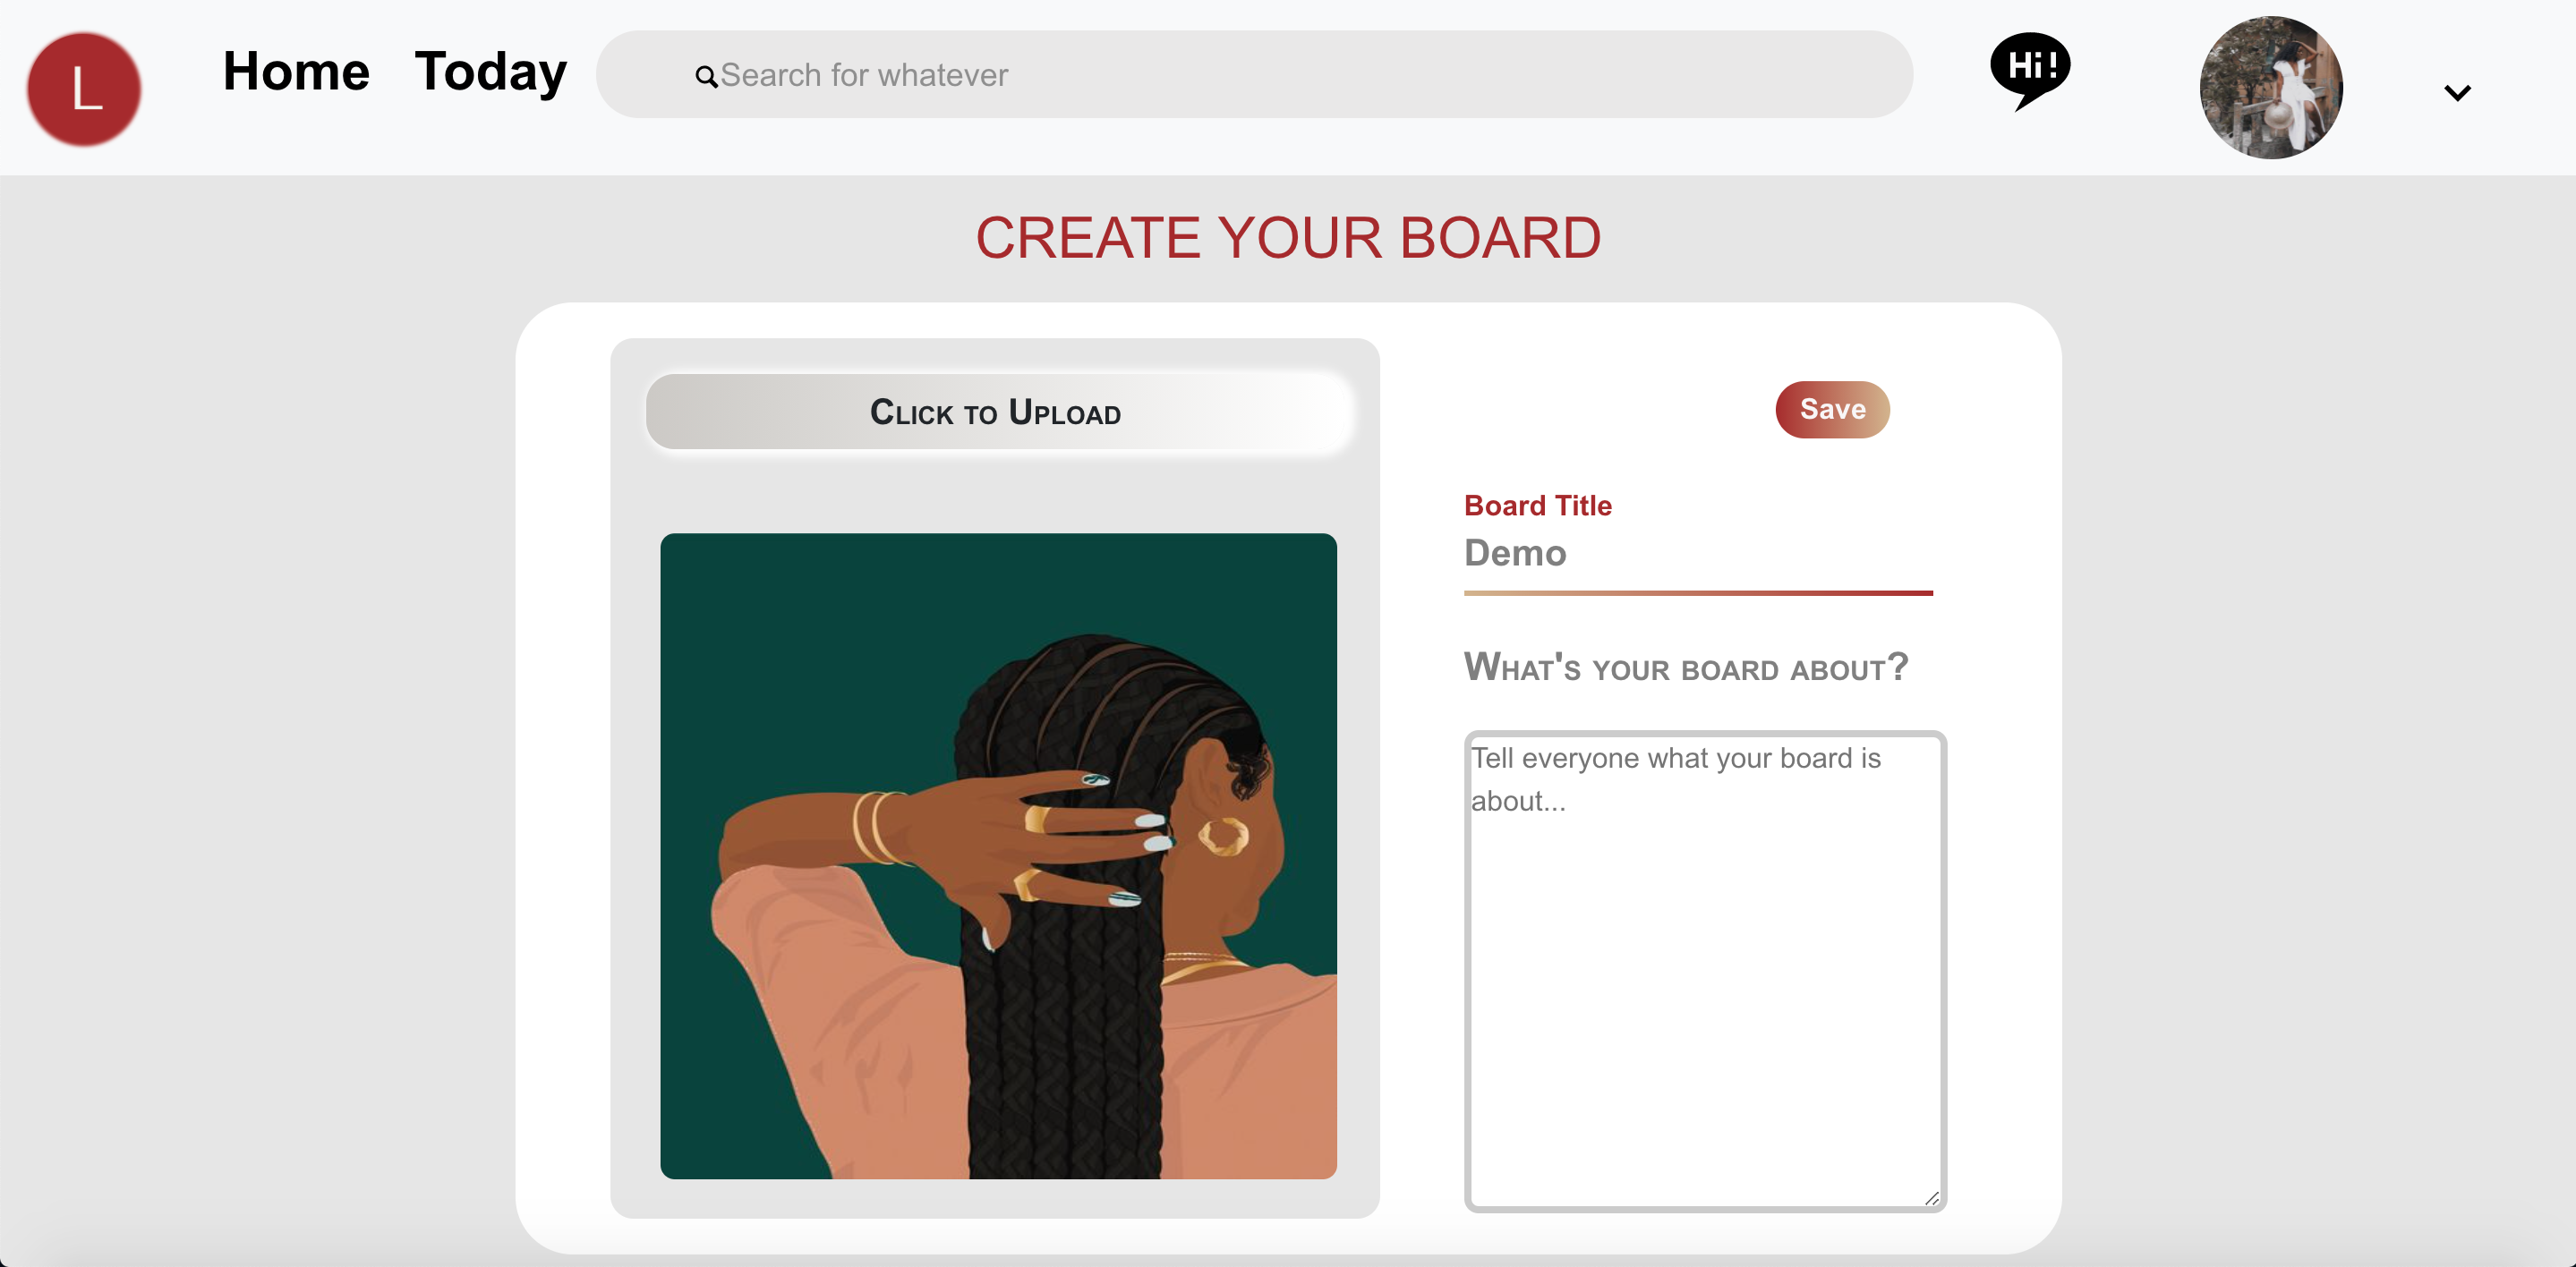 L
Home
Today
Search for whatever
Hi!
CREATE YOUR BOARD
Click to Upload
Save
Board Title
Demo
What's your board about?
Tell everyone what your board is
about...